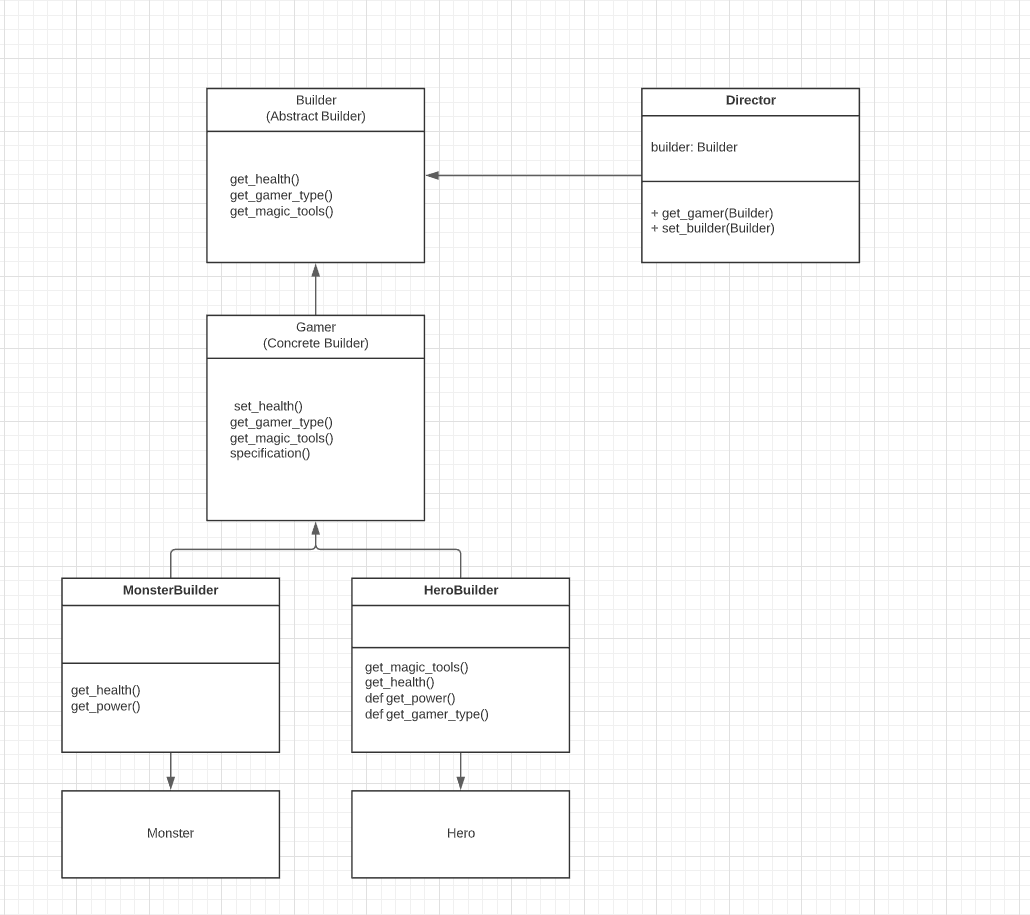 Builder
(Abstract Builder)
get_health()
get_gamer_type()
get_magic_tools()
Director
builder: Builder
+ get_gamer(Builder)
+ set_builder(Builder)
Gamer
(Concrete Builder)
set_health()
get_gamer_type()
get_magic_tools()
specification()
MonsterBuilder
get_health()
get_power()
HeroBuilder
get_magic_tools()
get_health()
def get_power()
def get_gamer_type()
Monster
Hero